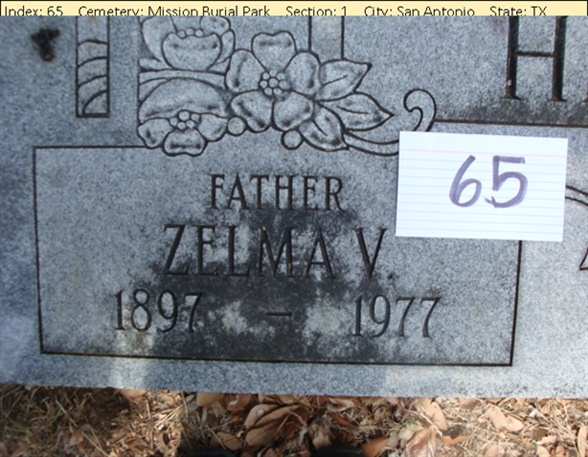 Index: 65 Cemetery: Mission Burial Park Section: 1 City: San Antonio State: TX
H
65
FATHER
ZELMA V.
1897 - 1977